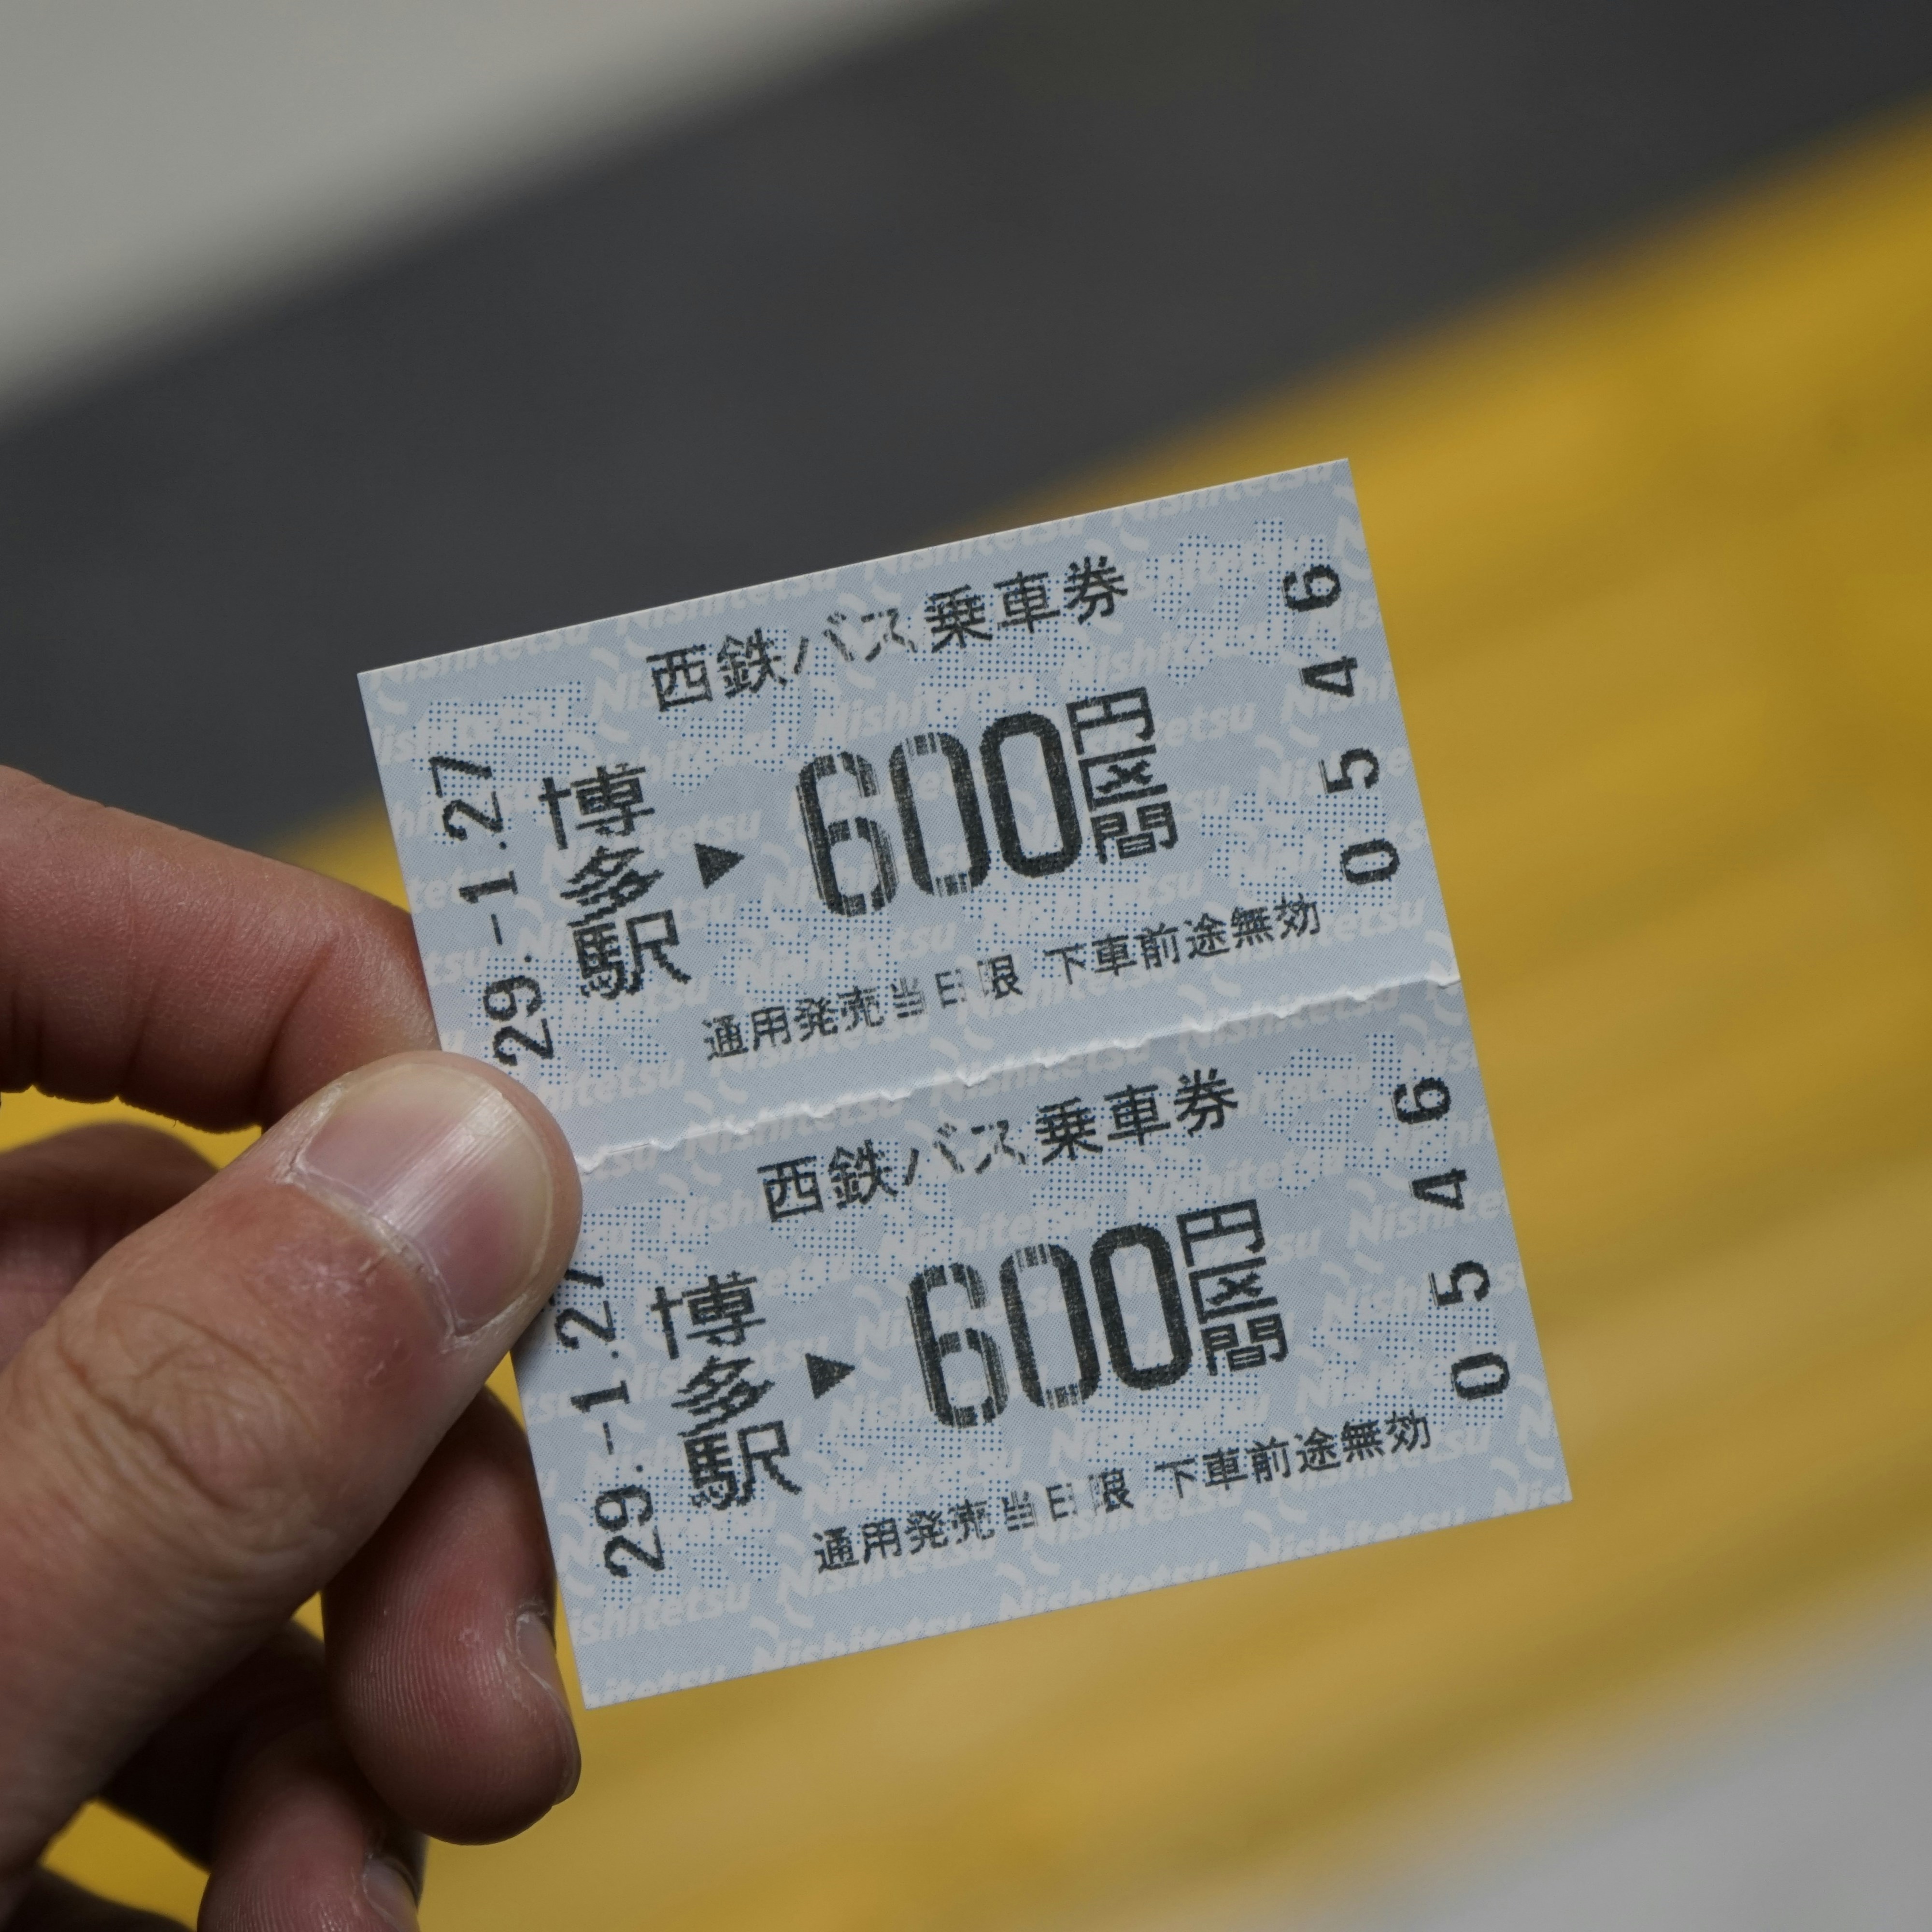 西鉄バス乗車券
29.-1.27
博多駅▶600円区間
0546
通用発売当日限 下車前途無効
西鉄バス乗車券
29.-1.27
博多駅▶600円区間
0546
通用発売当日限 下車前途無効
Nishitetsu